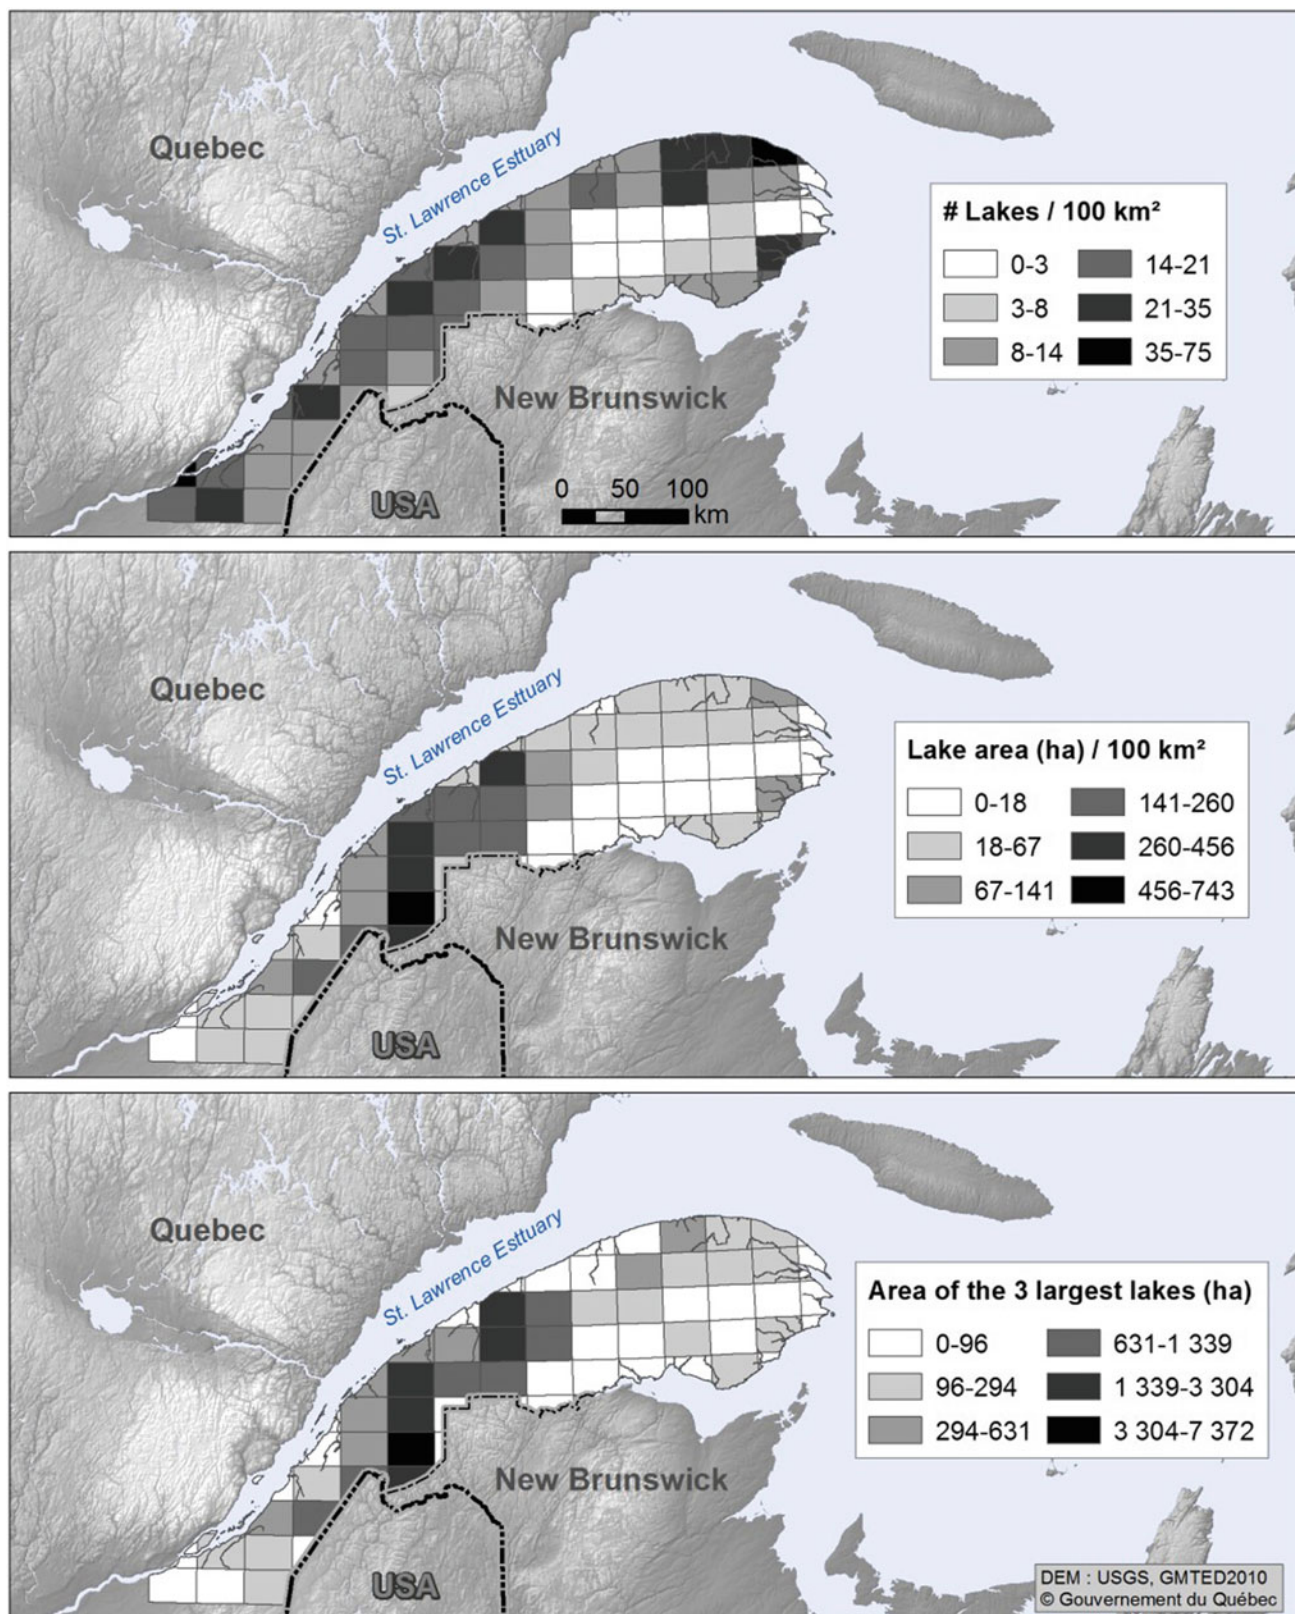 Quebec
St. Lawrence Esttuary
# Lakes / 100 km²
0-3
14-21
3-8
21-35
8-14
35-75
New Brunswick
USA
0 50 100
km
Quebec
St. Lawrence Esttuary
Lake area (ha) / 100 km²
0-18
141-260
18-67
260-456
67-141
456-743
New Brunswick
USA
Quebec
St. Lawrence Esttuary
Area of the 3 largest lakes (ha)
0-96
631-1 339
96-294
1 339-3 304
294-631
3 304-7 372
New Brunswick
USA
DEM : USGS, GMTED2010
© Gouvernement du Québec